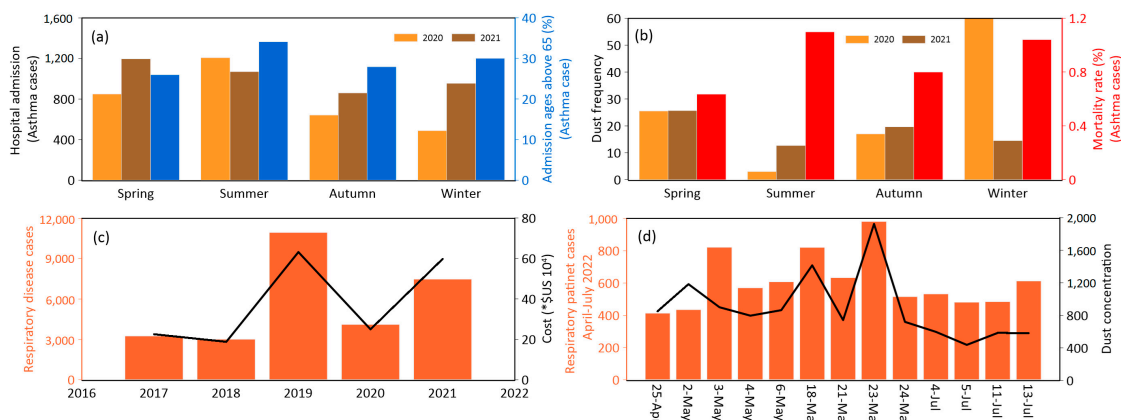 (a)
2020
2021
Hospital admission
(Asthma cases)
1,600
1,200
800
400
0
Spring
Summer
Autumn
Winter
40
30
20
10
0
Admission ages above 65 (%)
(Asthma case)
(b)
2020
2021
Dust frequency
60
50
40
30
20
10
0
Spring
Summer
Autumn
Winter
1.2
0.8
0.4
0
Mortality rate (%)
(Ashtma cases)
(c)
Respiratory disease cases
12,000
9,000
6,000
3,000
0
2016
2017
2018
2019
2020
2021
2022
80
60
40
20
0
Cost (*$US 10⁴)
(d)
Respiratory patinet cases
April-July 2022
1,000
800
600
400
200
0
25-Ap
2-May
3-May
4-May
6-May
18-Ma
21-Ma
23-Ma
24-Ma
4-Jul
5-Jul
11-Jul
13-Jul
2,000
1,600
1,200
800
400
0
Dust concentration